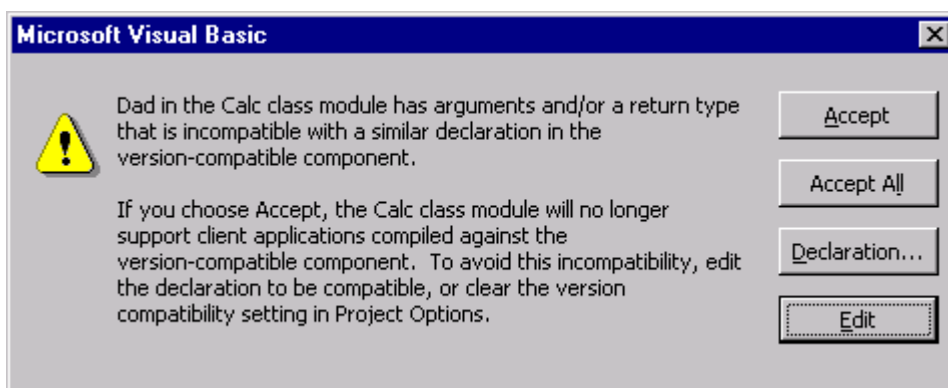 Microsoft Visual Basic
Dad in the Calc class module has arguments and/or a return type
that is incompatible with a similar declaration in the
version-compatible component.
If you choose Accept, the Calc class module will no longer
support client applications compiled against the
version-compatible component. To avoid this incompatibility, edit
the declaration to be compatible, or clear the version
compatibility setting in Project Options.
Accept
Accept All
Declaration...
Edit